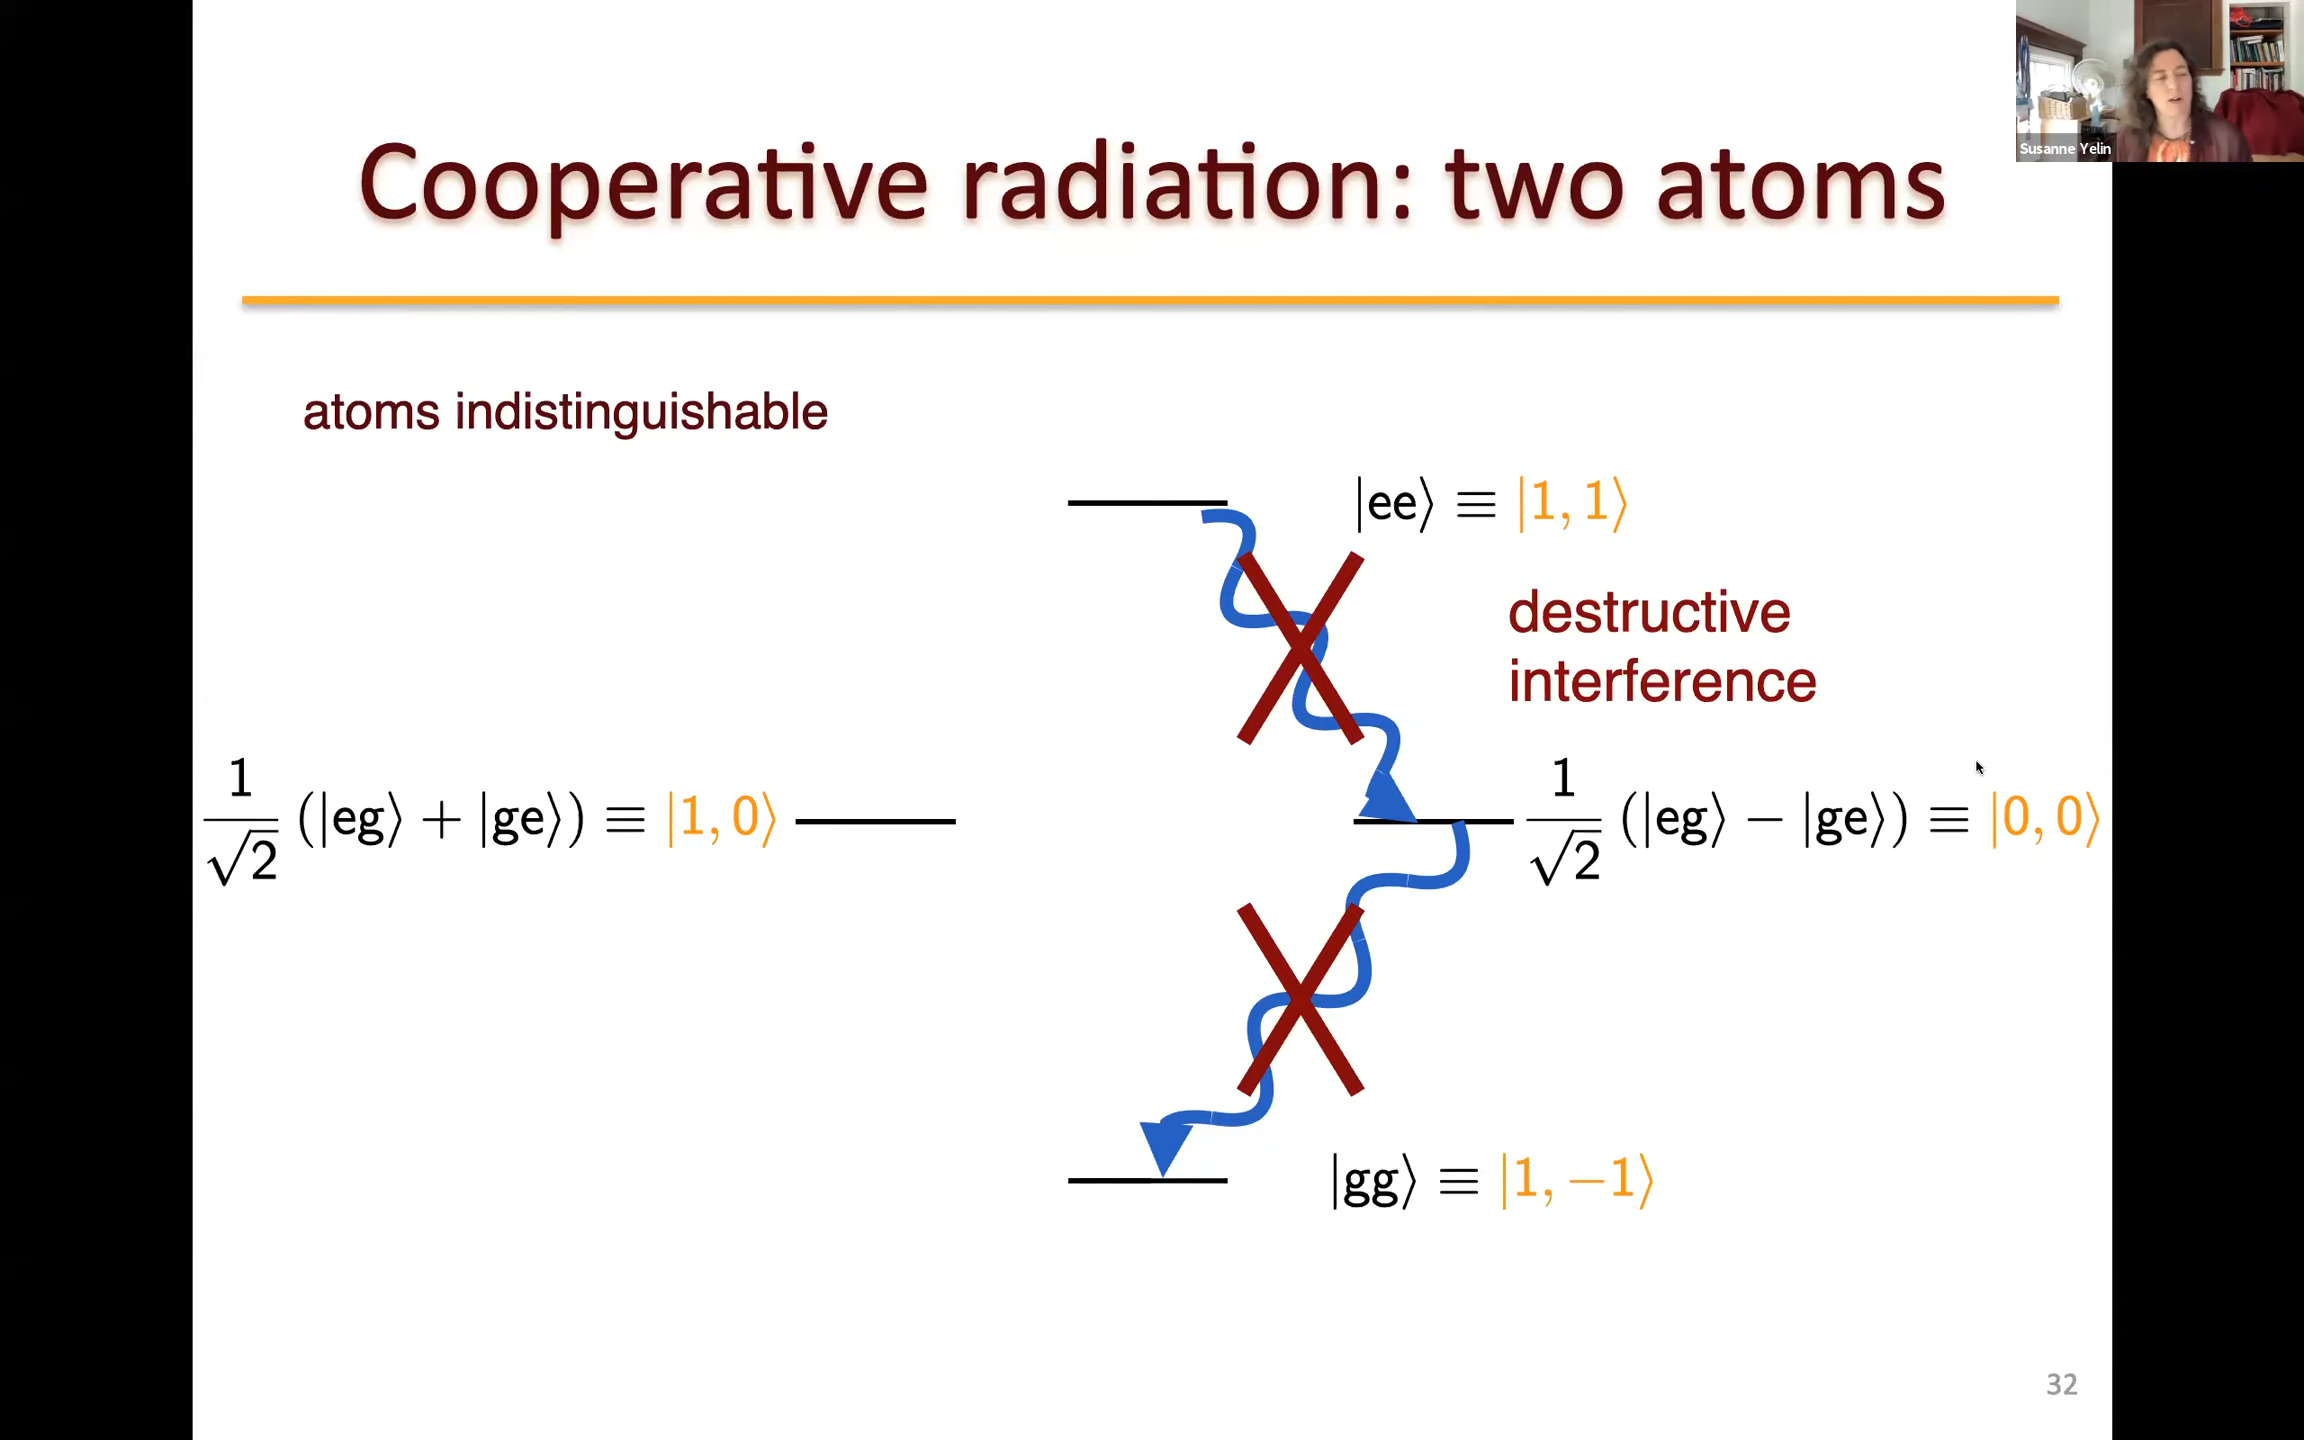 Susanne Yelin
Cooperative radiation: two atoms
atoms indistinguishable
|ee⟩ ≡ |1, 1⟩
destructive
interference
1/√2 (|eg⟩ + |ge⟩) ≡ |1, 0⟩
1/√2 (|eg⟩ − |ge⟩) ≡ |0, 0⟩
|gg⟩ ≡ |1, −1⟩
32